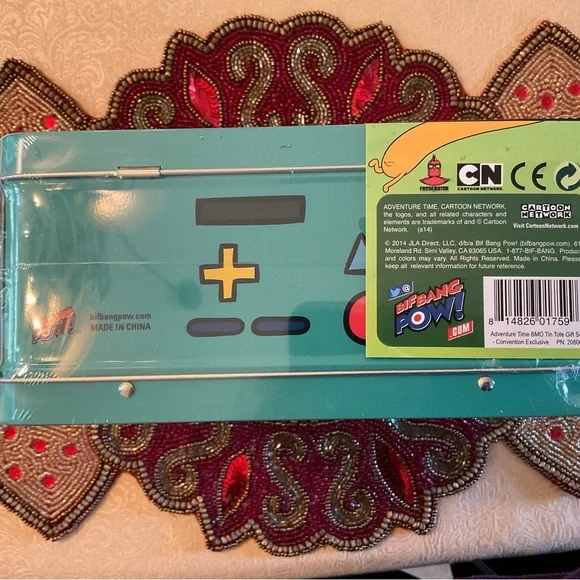 FREDERATOR
CN
CARTOON NETWORK.
CE
ADVENTURE TIME, CARTOON NETWORK,
the logos, and all related characters and
elements are trademarks of and © Cartoon
Network. (s14)
CARTOON
NETWORK
Visit CartoonNetwork.com
© 2014 JLA Direct, LLC, d/b/a Bif Bang Pow! (bifbangpow.com). 61
Moreland Rd. Simi Valley, CA 93065 USA. 1-877-BIF-BANG. Product
and colors may vary. All Rights Reserved. Made in China. Please
keep all relevant information for future reference.
@
BIF BANG
POW!
.COM
8 14826 01759
Adventure Time BMO Tin Tote Gift Se
- Convention Exclusive PN: 2080
BIF BANG
POW!
bifbangpow.com
MADE IN CHINA